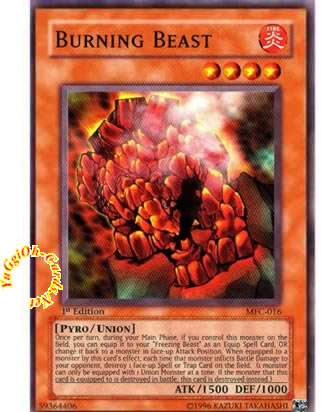 BURNING BEAST
FIRE
炎
YuGgiOh-Cards.Net
1st Edition
MFC-016
[PYRO/UNION]
Once per turn, during your Main Phase, if you control this monster on the
field, you can equip it to your "Freezing Beast" as an Equip Spell Card, OR
change it back to a monster in face-up Attack Position. When equipped to a
monster by this card's effect, each time that monster inflicts Battle Damage to
your opponent, destroy 1 face-up Spell or Trap Card on the field. (1 monster
can only be equipped with 1 Union Monster at a time. If the monster that this
card is equipped to is destroyed in battle, this card is destroyed instead.)
ATK/1500 DEF/1000
59364406
©1996 KAZUKI TAKAHASHI